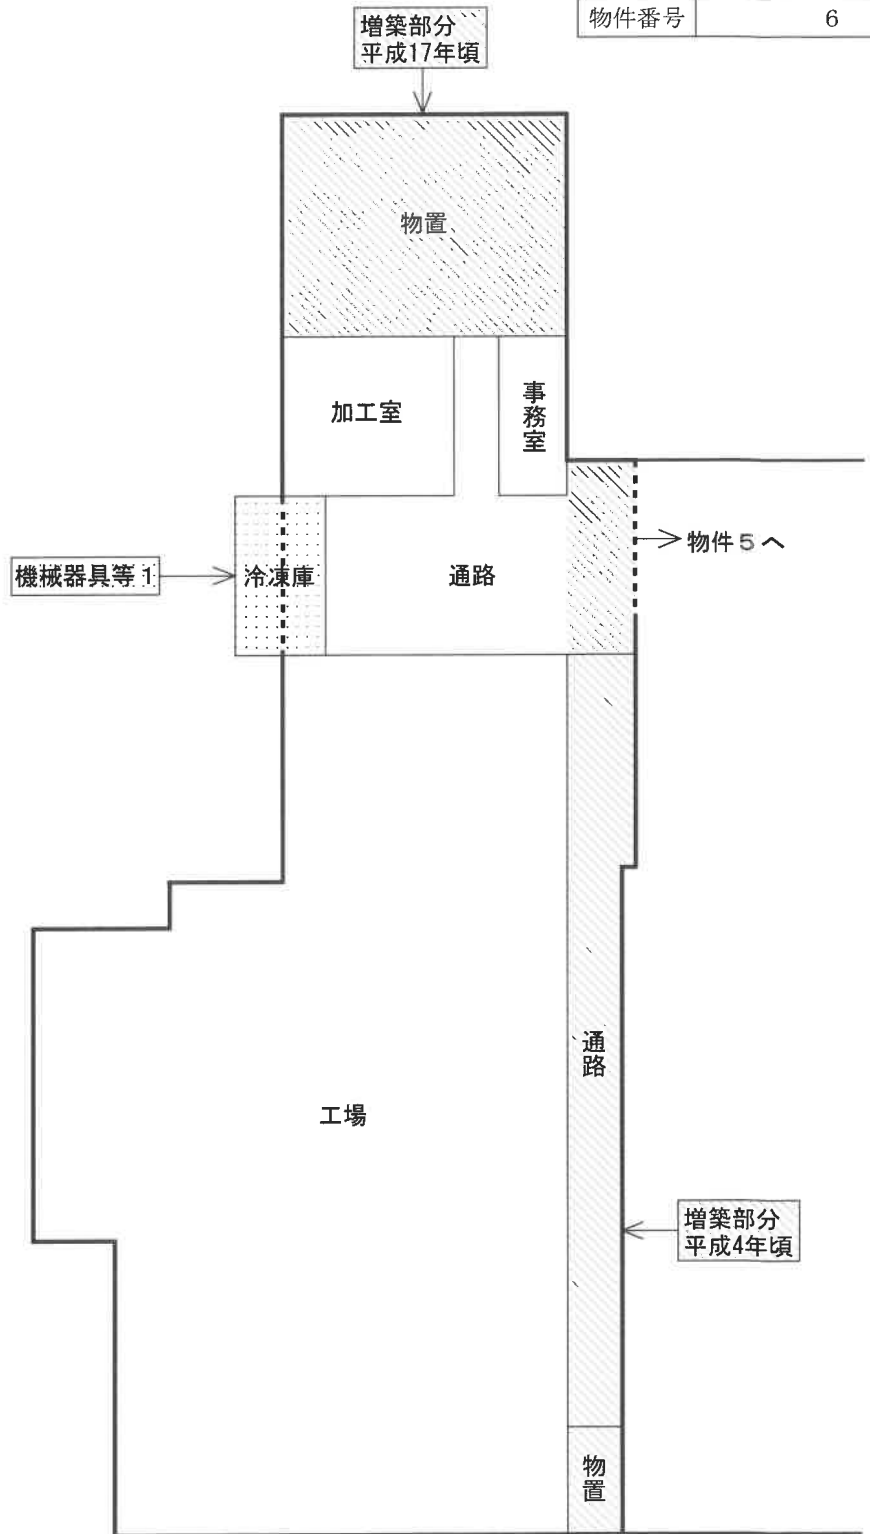 物件番号 6
増築部分
平成17年頃
物置
加工室
事務室
物件5へ
機械器具等1
冷凍庫
通路
通路
工場
増築部分
平成4年頃
物置